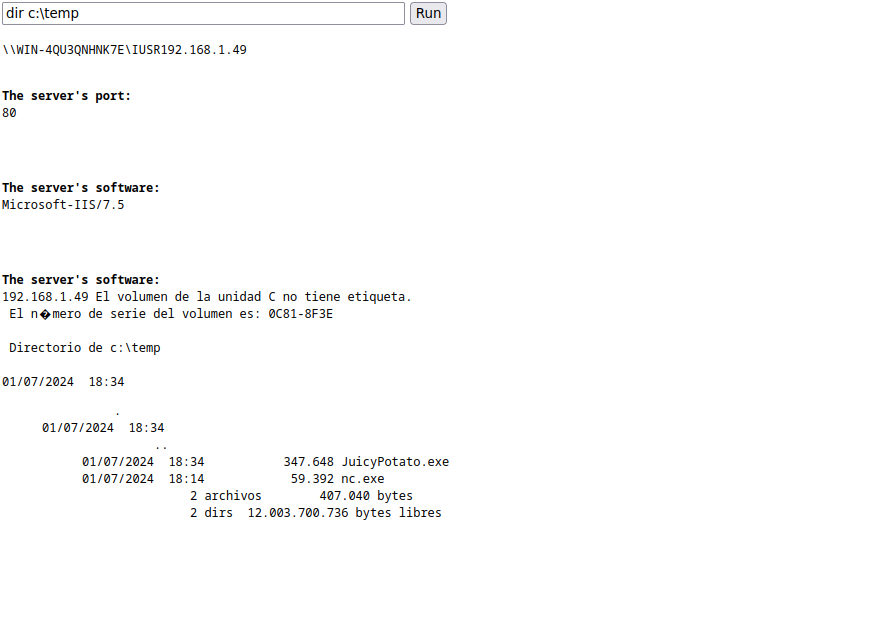 dir c:\temp
Run
\\WIN-4QU3QNHNK7E\IUSR192.168.1.49
The server's port:
80
The server's software:
Microsoft-IIS/7.5
The server's software:
192.168.1.49 El volumen de la unidad C no tiene etiqueta.
El n�mero de serie del volumen es: 0C81-8F3E
Directorio de c:\temp
01/07/2024  18:34
.
01/07/2024  18:34
..
01/07/2024  18:34           347.648 JuicyPotato.exe
01/07/2024  18:14            59.392 nc.exe
2 archivos        407.040 bytes
2 dirs  12.003.700.736 bytes libres